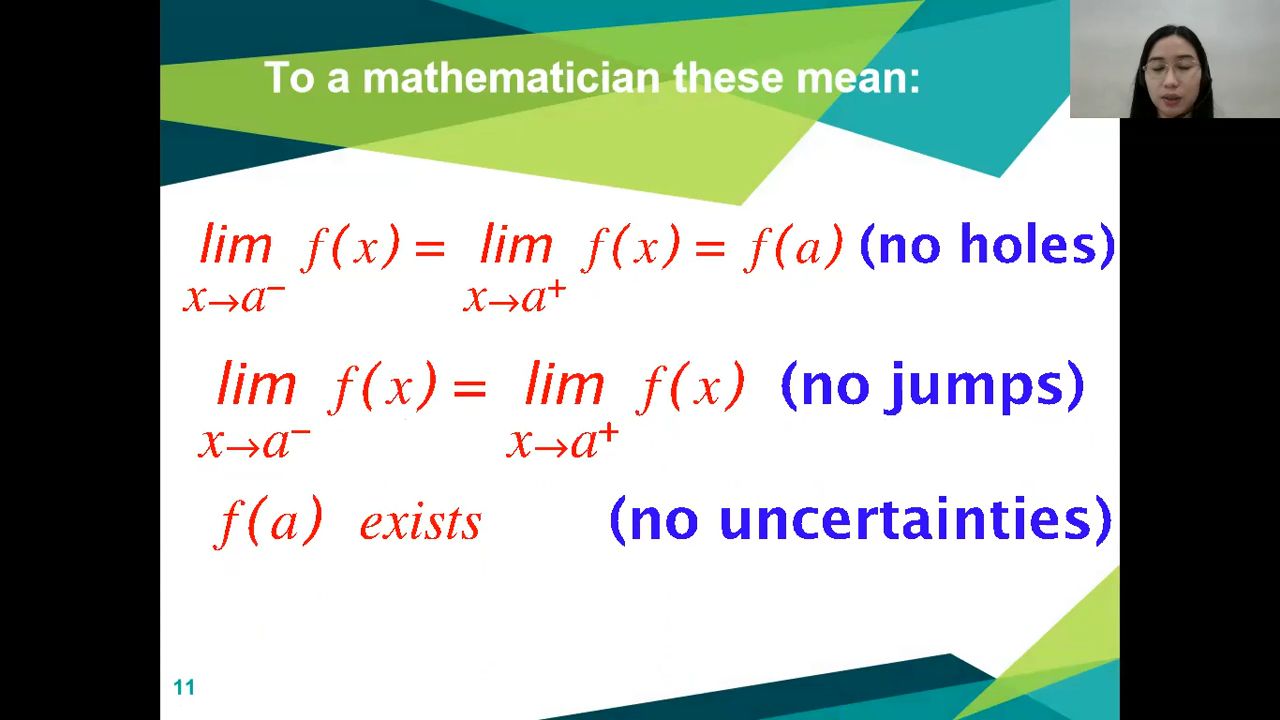 To a mathematician these mean:
lim f(x) = lim f(x) = f(a) (no holes)
x→a⁻ x→a⁺
lim f(x) = lim f(x) (no jumps)
x→a⁻ x→a⁺
f(a) exists (no uncertainties)
11